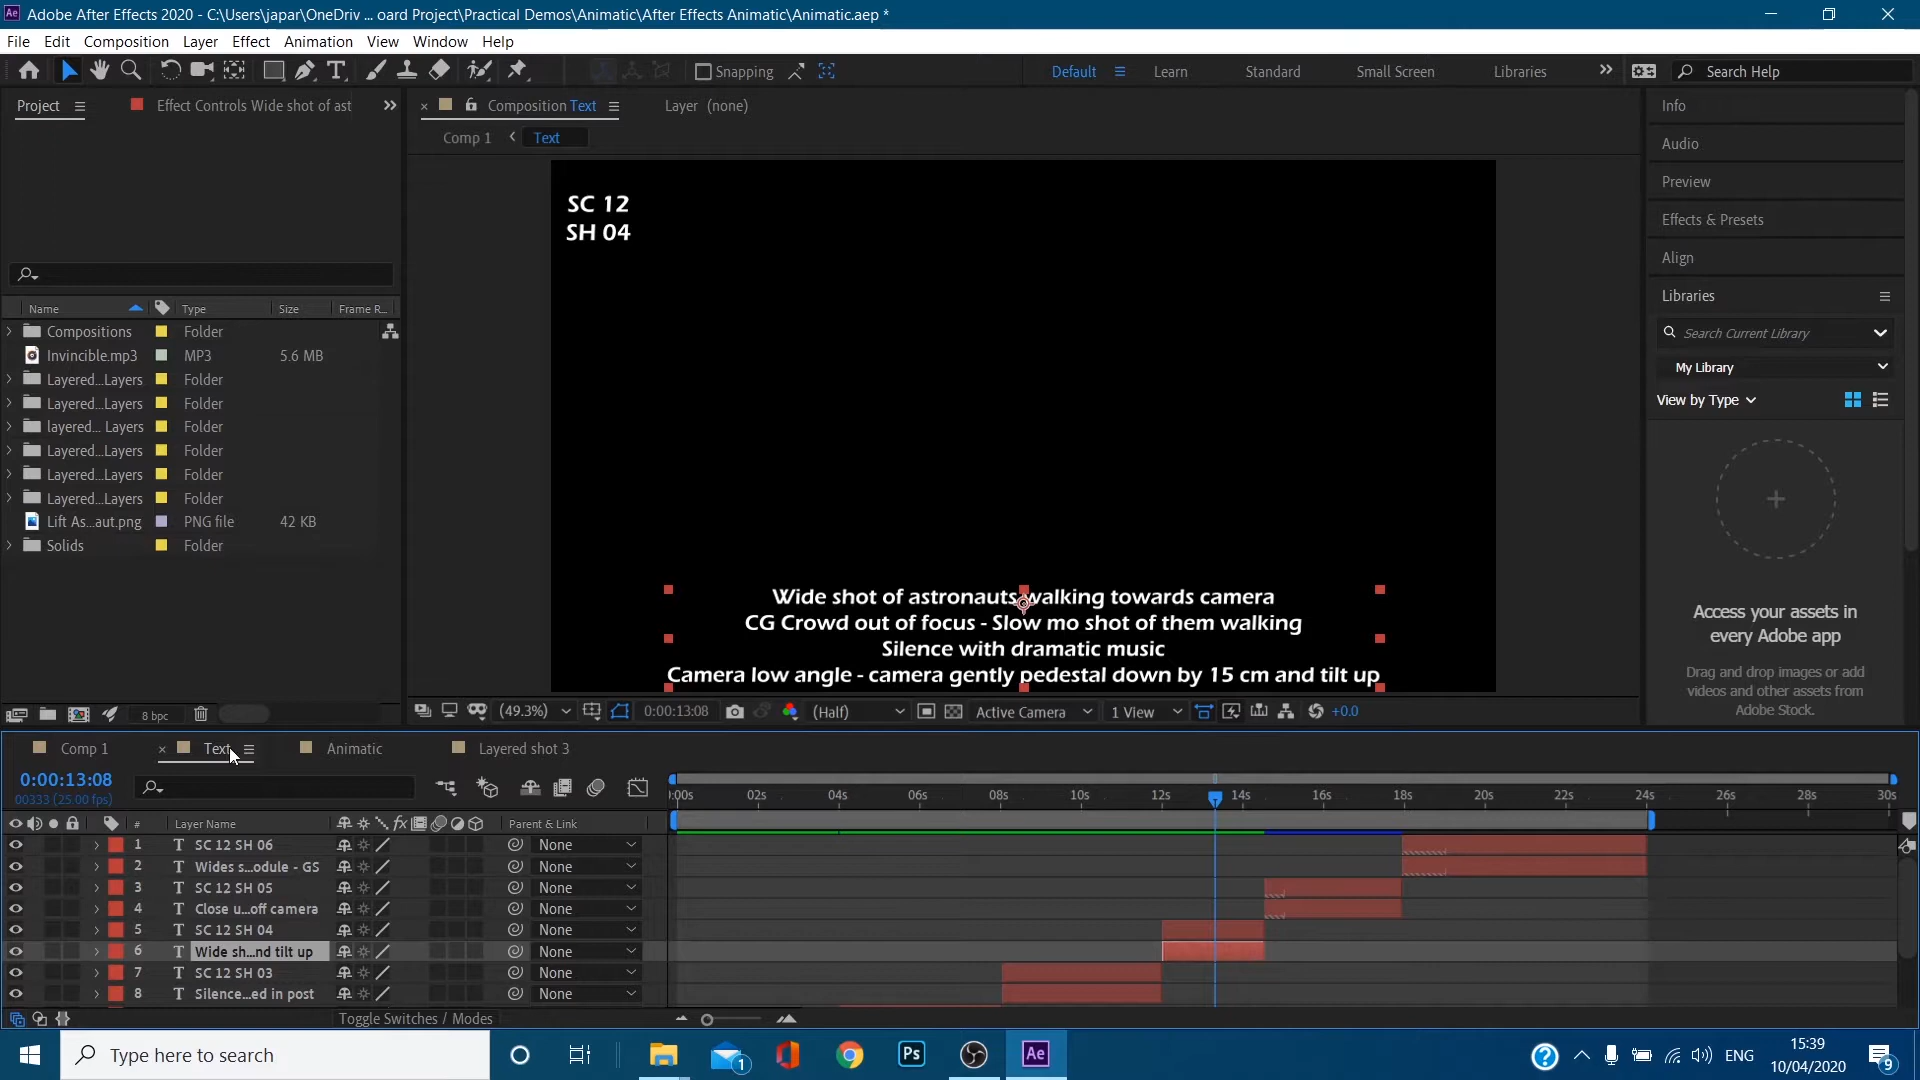 Adobe After Effects 2020 - C:\Users\japar\OneDriv ... oard Project\Practical Demos\Animatic\After Effects Animatic\Animatic.aep *
File Edit Composition Layer Effect Animation View Window Help
Snapping Default Learn Standard Small Screen Libraries Search Help
Project Effect Controls Wide shot of ast
Composition Text Layer (none)
Comp 1 Text
Name Type Size Frame R...
Compositions Folder
Invincible.mp3 MP3 5.6 MB
Layered...Layers Folder
Layered...Layers Folder
layered... Layers Folder
Layered...Layers Folder
Layered...Layers Folder
Layered...Layers Folder
Lift As...aut.png PNG file 42 KB
Solids Folder
8 bpc
SC 12
SH 04
Wide shot of astronauts walking towards camera
CG Crowd out of focus - Slow mo shot of them walking
Silence with dramatic music
Camera low angle - camera gently pedestal down by 15 cm and tilt up
(49.3%) 0:00:13:08 (Half) Active Camera 1 View +0.0
Info
Audio
Preview
Effects & Presets
Align
Libraries
Search Current Library
My Library
View by Type
Access your assets in
every Adobe app
Drag and drop images or add
videos and other assets from
Adobe Stock.
Comp 1 Text Animatic Layered shot 3
0:00:13:08
00333 (25.00 fps)
:00s 02s 04s 06s 08s 10s 12s 14s 16s 18s 20s 22s 24s 26s 28s 30s
# Layer Name fx Parent & Link
1 T SC 12 SH 06 None
2 T Wides s...odule - GS None
3 T SC 12 SH 05 None
4 T Close u...off camera None
5 T SC 12 SH 04 None
6 T Wide sh...nd tilt up None
7 T SC 12 SH 03 None
8 T Silence...ed in post None
Toggle Switches / Modes
Type here to search
Ps
Ae
1
ENG
15:39
10/04/2020
9